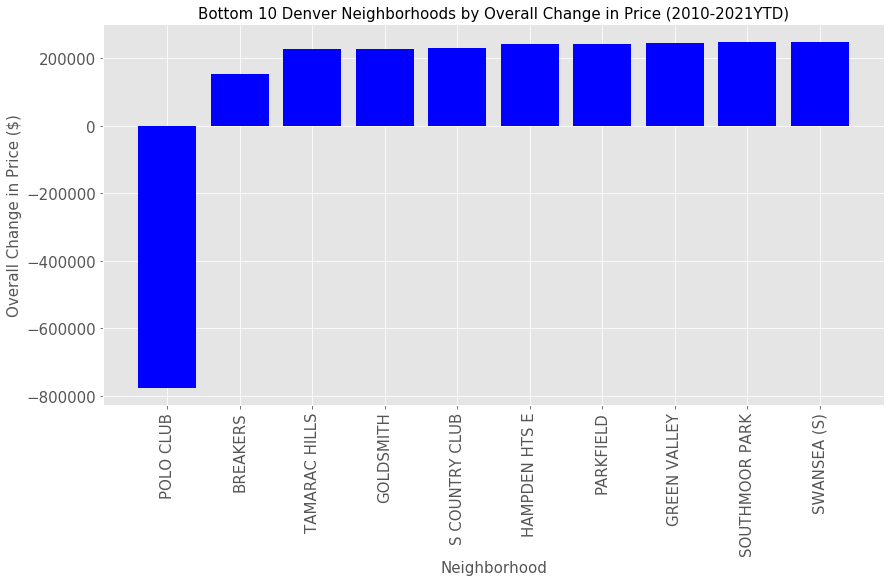 Bottom 10 Denver Neighborhoods by Overall Change in Price (2010-2021YTD)
Overall Change in Price ($)
200000
0
−200000
−400000
−600000
−800000
POLO CLUB
BREAKERS
TAMARAC HILLS
GOLDSMITH
S COUNTRY CLUB
HAMPDEN HTS E
PARKFIELD
GREEN VALLEY
SOUTHMOOR PARK
SWANSEA (S)
Neighborhood